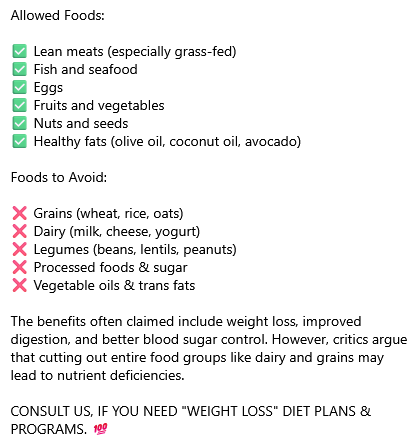 Allowed Foods:
✅ Lean meats (especially grass-fed)
✅ Fish and seafood
✅ Eggs
✅ Fruits and vegetables
✅ Nuts and seeds
✅ Healthy fats (olive oil, coconut oil, avocado)
Foods to Avoid:
❌ Grains (wheat, rice, oats)
❌ Dairy (milk, cheese, yogurt)
❌ Legumes (beans, lentils, peanuts)
❌ Processed foods & sugar
❌ Vegetable oils & trans fats
The benefits often claimed include weight loss, improved
digestion, and better blood sugar control. However, critics argue
that cutting out entire food groups like dairy and grains may
lead to nutrient deficiencies.
CONSULT US, IF YOU NEED "WEIGHT LOSS" DIET PLANS &
PROGRAMS. 💯